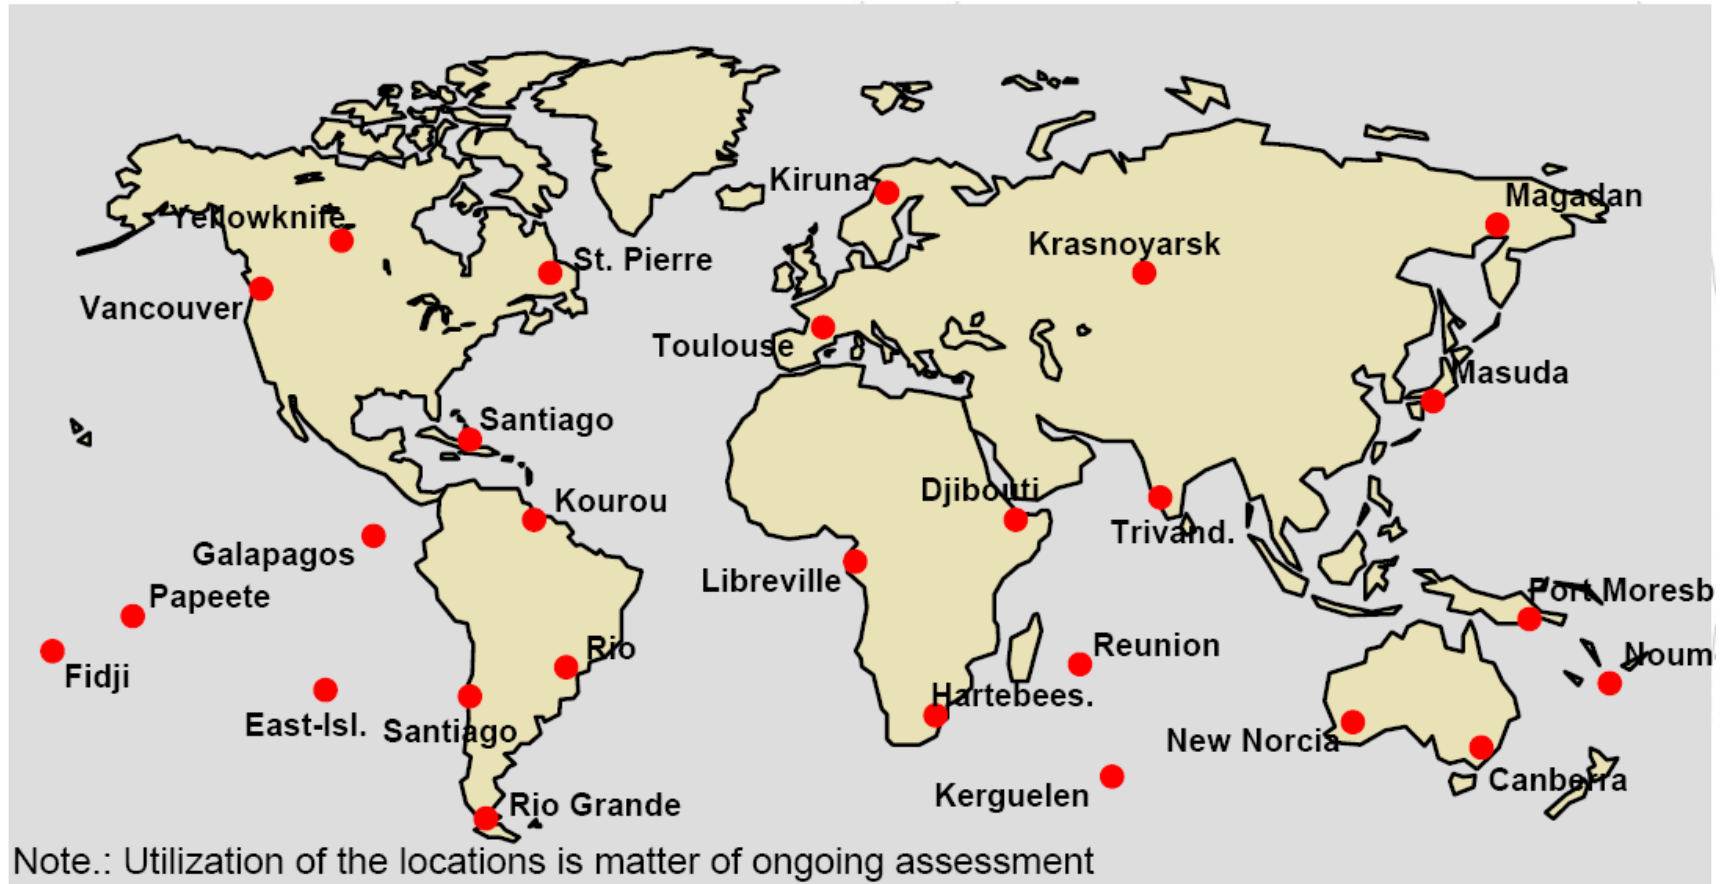 Kiruna
Magadan
Yellowknife
Krasnoyarsk
St. Pierre
Vancouver
Toulouse
Masuda
Santiago
Djibouti
Kourou
Trivand.
Galapagos
Libreville
Papeete
Port Moresb
Rio
Reunion
Noum
Fidji
Hartebees.
East-Isl.
Santiago
New Norcia
Canberra
Kerguelen
Rio Grande
Note.: Utilization of the locations is matter of ongoing assessment